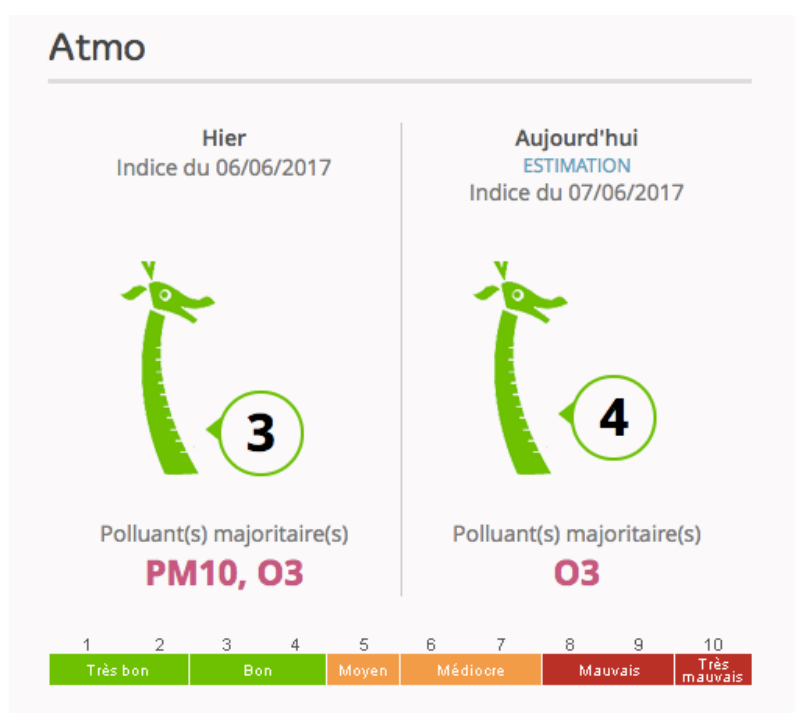 Atmo
Hier
Indice du 06/06/2017
3
Polluant(s) majoritaire(s)
PM10, O3
Aujourd'hui
ESTIMATION
Indice du 07/06/2017
4
Polluant(s) majoritaire(s)
O3
1 2 3 4 5 6 7 8 9 10
Très bon Bon Moyen Médiocre Mauvais Très mauvais